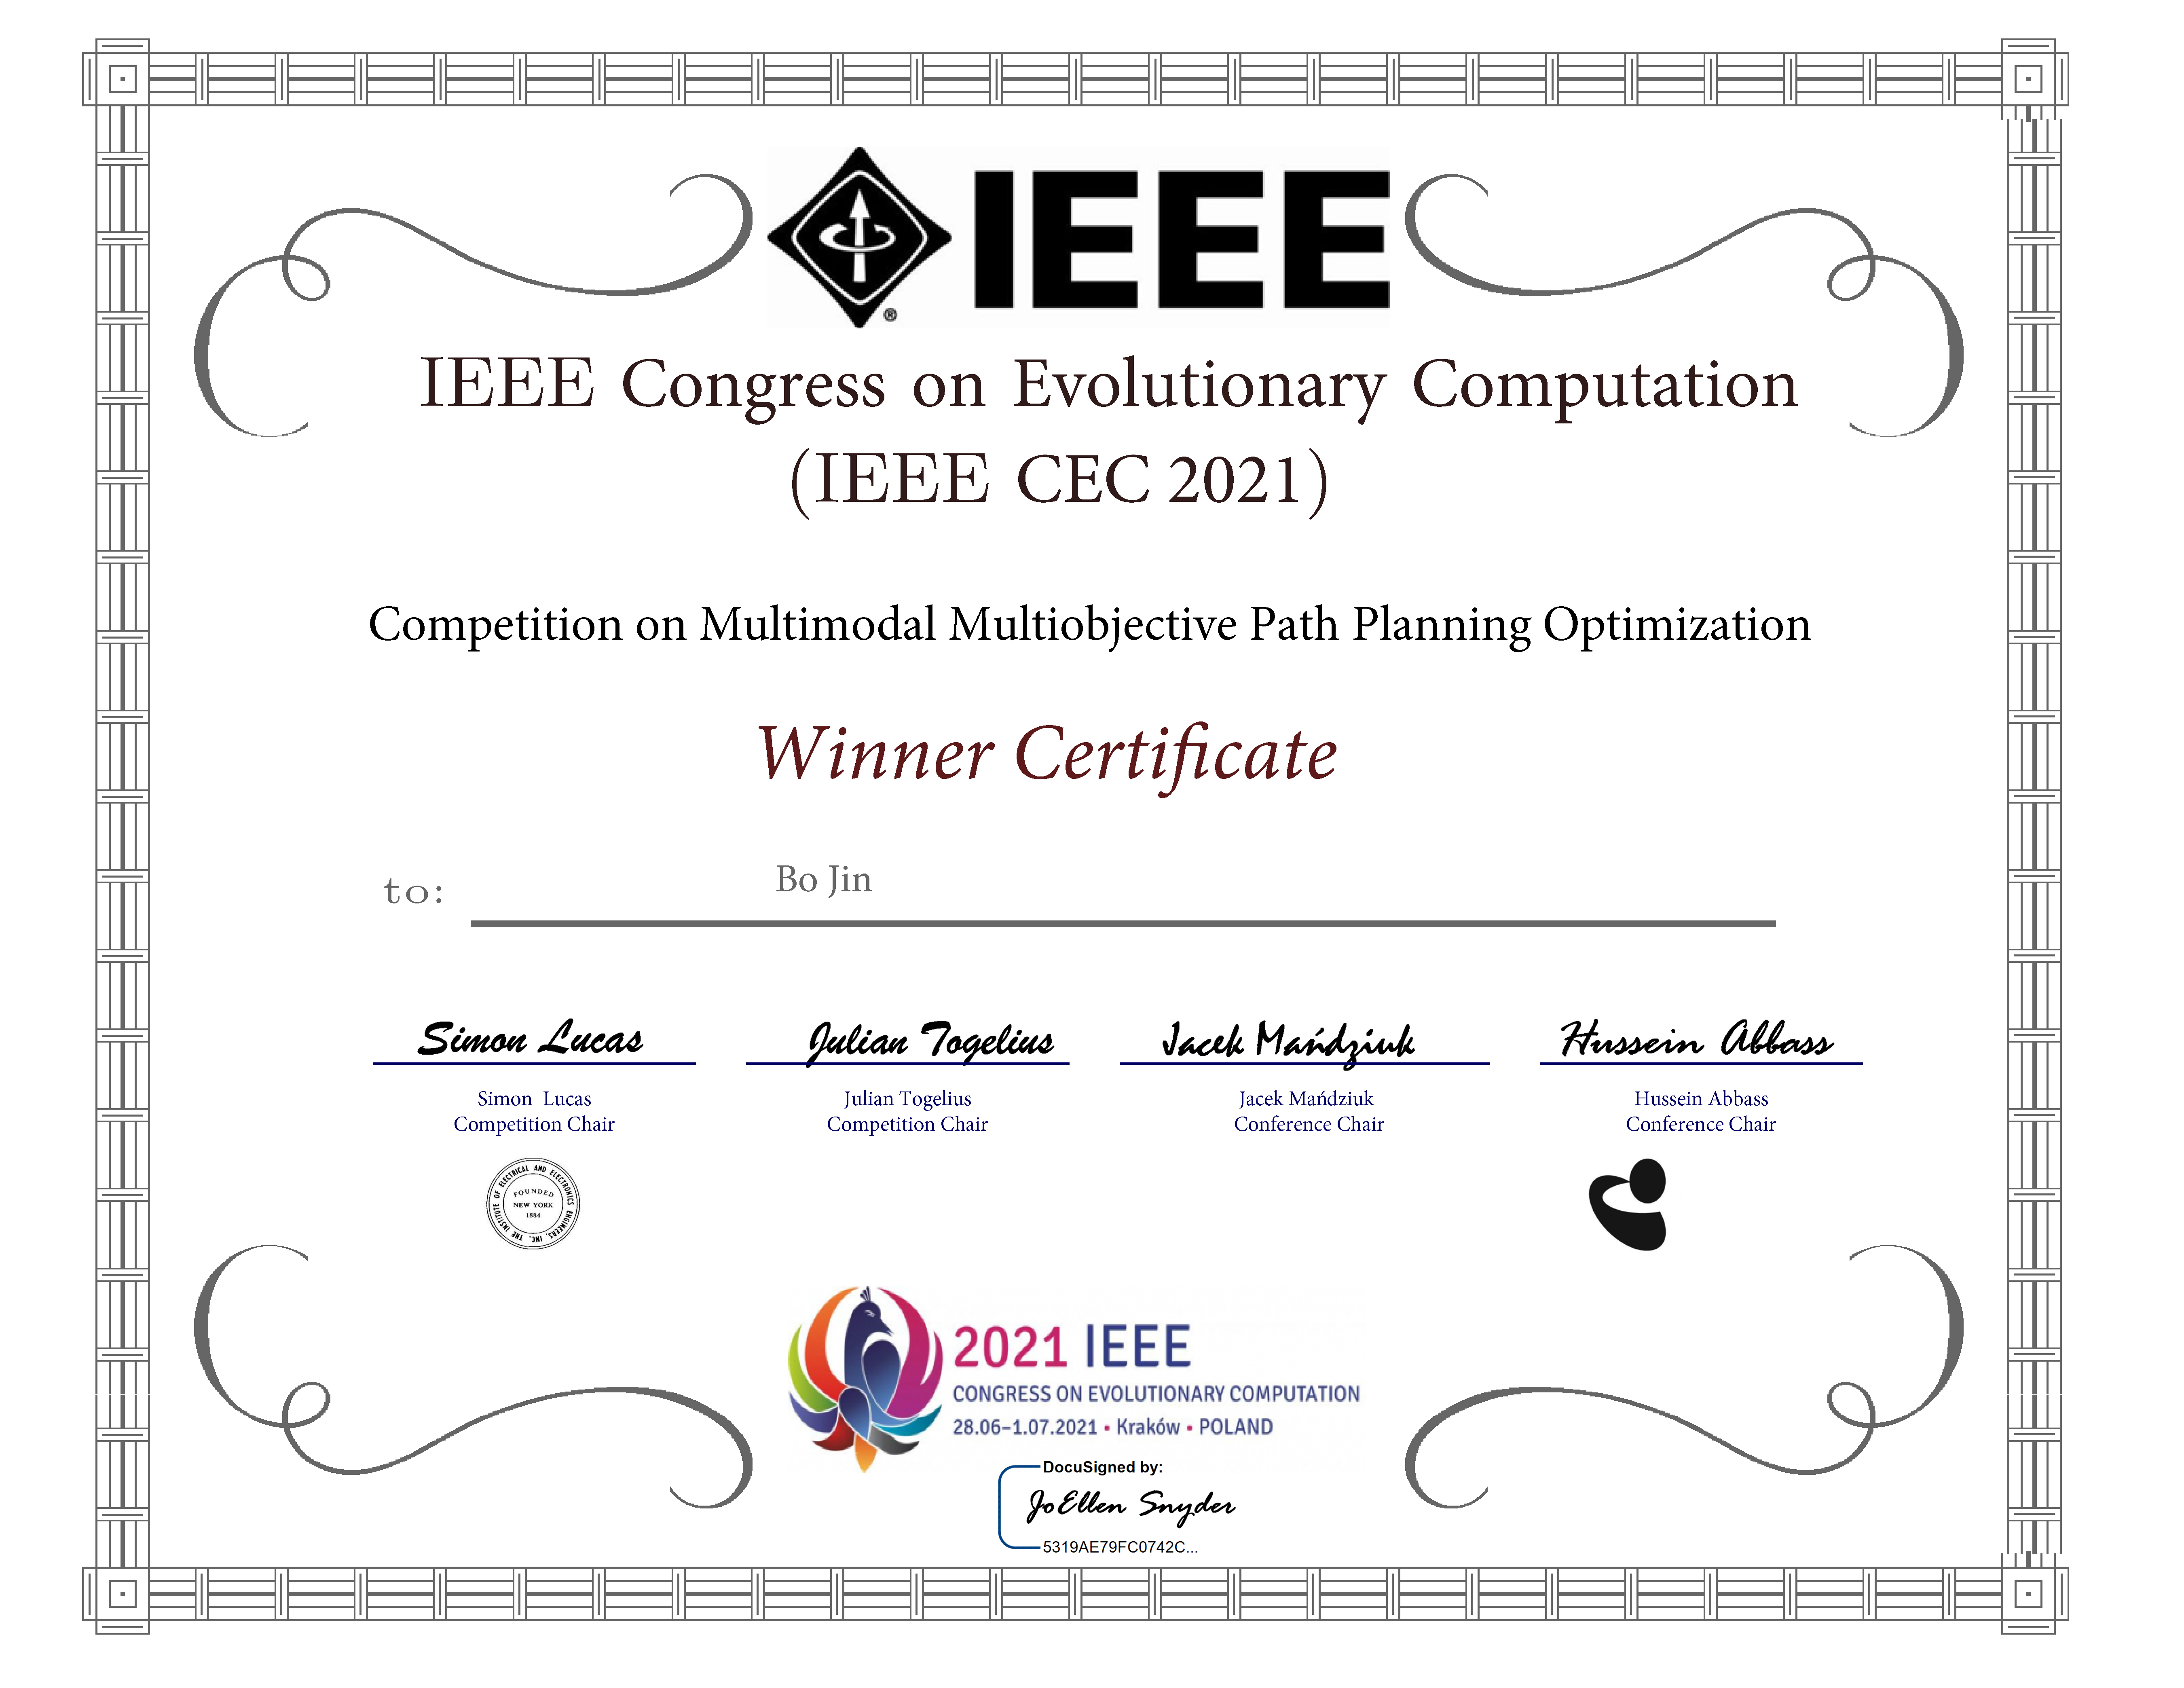 IEEE
IEEE Congress on Evolutionary Computation
(IEEE CEC 2021)
Competition on Multimodal Multiobjective Path Planning Optimization
Winner Certificate
to: Bo Jin
Simon Lucas
Julian Togelius
Jacek Mańdziuk
Hussein Abbass
Simon Lucas
Competition Chair
Julian Togelius
Competition Chair
Jacek Mańdziuk
Conference Chair
Hussein Abbass
Conference Chair
THE INSTITUTE OF ELECTRICAL AND ELECTRONICS ENGINEERS, INC.
FOUNDED
NEW YORK
1884
2021 IEEE
CONGRESS ON EVOLUTIONARY COMPUTATION
28.06–1.07.2021 • Kraków • POLAND
DocuSigned by:
JoEllen Snyder
5319AE79FC0742C...